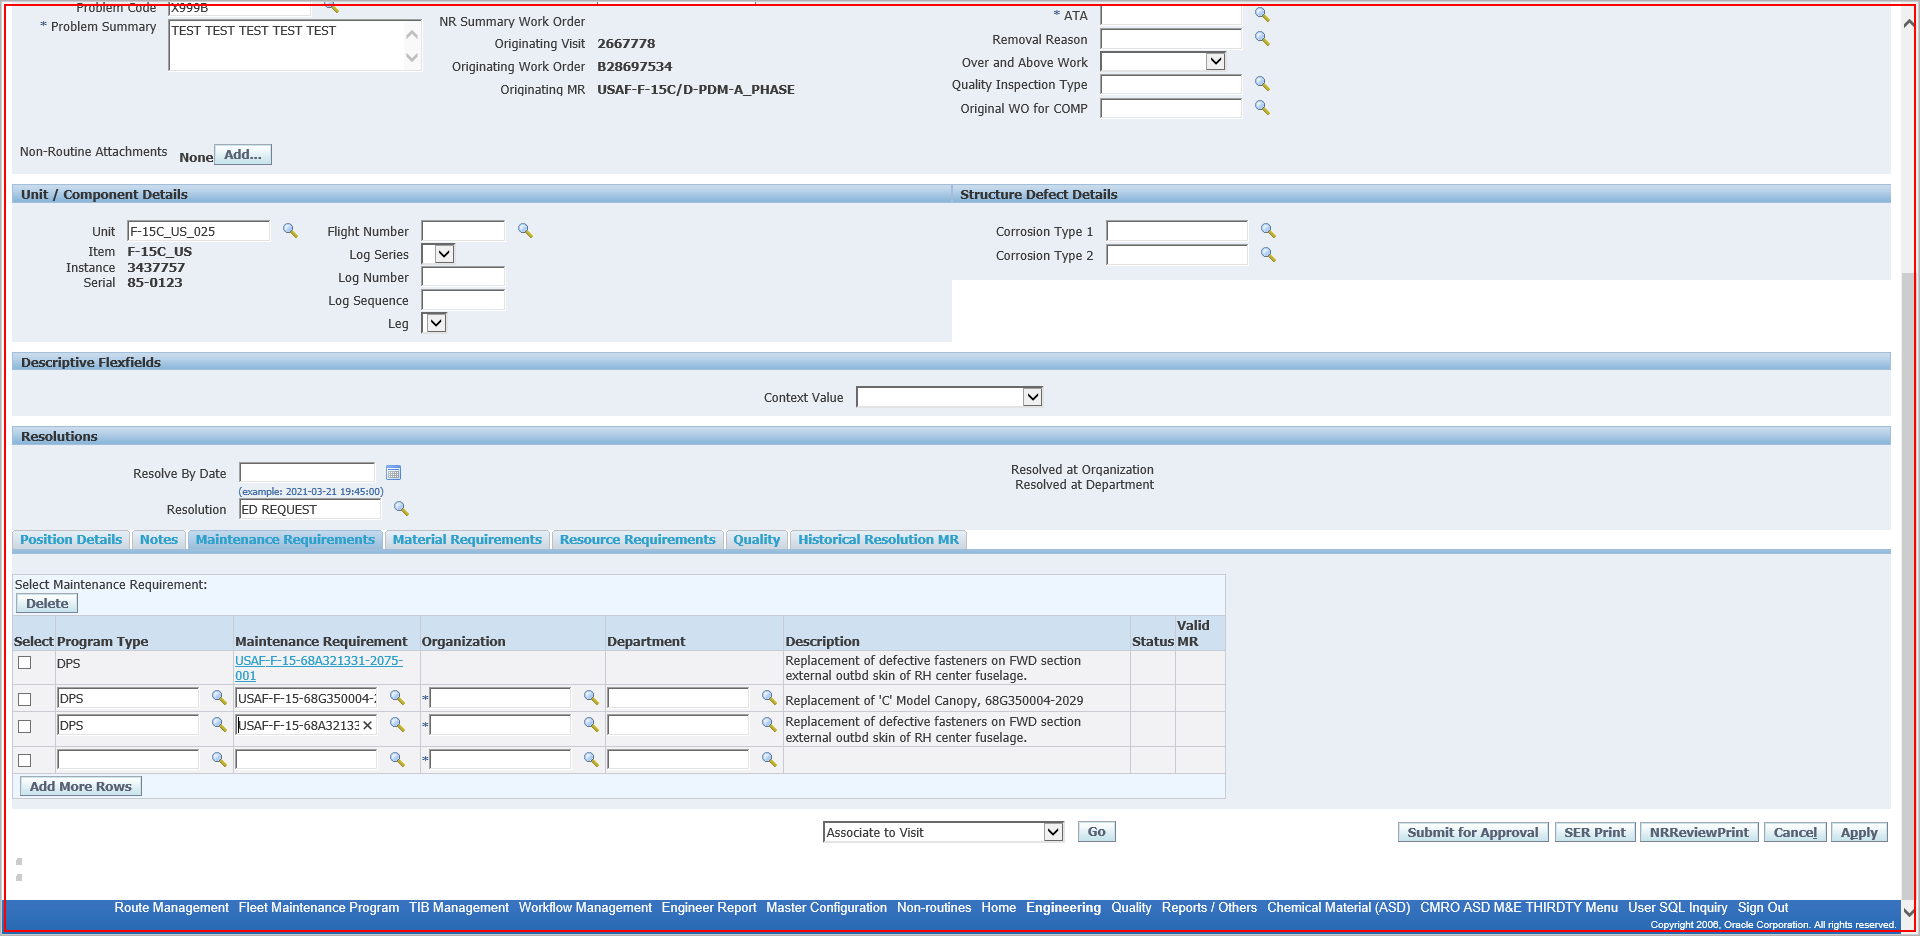 Problem Code X999B
* Problem Summary TEST TEST TEST TEST TEST
NR Summary Work Order
Originating Visit 2667778
Originating Work Order B28697534
Originating MR USAF-F-15C/D-PDM-A_PHASE
* ATA
Removal Reason
Over and Above Work
Quality Inspection Type
Original WO for COMP
Non-Routine Attachments None Add...
Unit / Component Details
Unit F-15C_US_025
Item F-15C_US
Instance 3437757
Serial 85-0123
Flight Number
Log Series
Log Number
Log Sequence
Leg
Structure Defect Details
Corrosion Type 1
Corrosion Type 2
Descriptive Flexfields
Context Value
Resolutions
Resolve By Date
(example: 2021-03-21 19:45:00)
Resolution ED REQUEST
Resolved at Organization
Resolved at Department
Position Details Notes Maintenance Requirements Material Requirements Resource Requirements Quality Historical Resolution MR
Select Maintenance Requirement:
Delete
Select Program Type Maintenance Requirement Organization Department Description Status Valid MR
DPS USAF-F-15-68A321331-2075-001 Replacement of defective fasteners on FWD section
external outbd skin of RH center fuselage.
DPS USAF-F-15-68G350004-2 * Replacement of 'C' Model Canopy, 68G350004-2029
DPS USAF-F-15-68A32133 * Replacement of defective fasteners on FWD section
external outbd skin of RH center fuselage.
*
Add More Rows
Associate to Visit Go Submit for Approval SER Print NRReviewPrint Cancel Apply
Route Management Fleet Maintenance Program TIB Management Workflow Management Engineer Report Master Configuration Non-routines Home Engineering Quality Reports / Others Chemical Material (ASD) CMRO ASD M&E THIRDTY Menu User SQL Inquiry Sign Out
Copyright 2006, Oracle Corporation. All rights reserved.